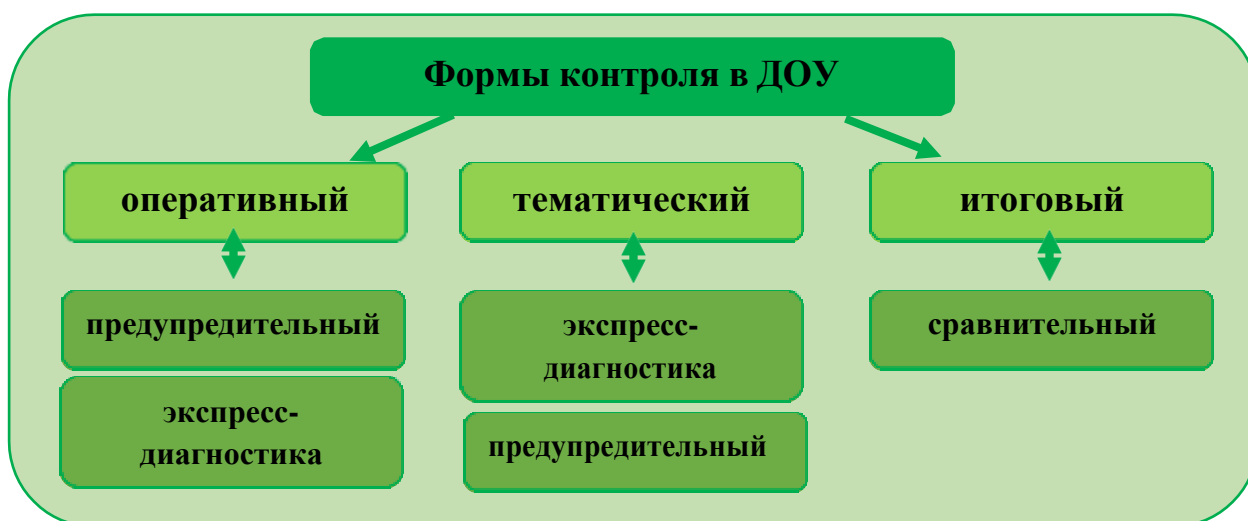 Формы контроля в ДОУ
оперативный
тематический
итоговый
предупредительный
экспресс-
диагностика
экспресс-
диагностика
предупредительный
сравнительный